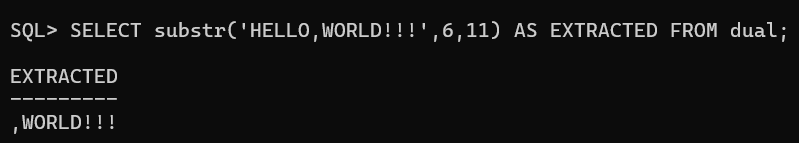 SQL> SELECT substr('HELLO,WORLD!!!',6,11) AS EXTRACTED FROM dual;
EXTRACTED
---------
,WORLD!!!